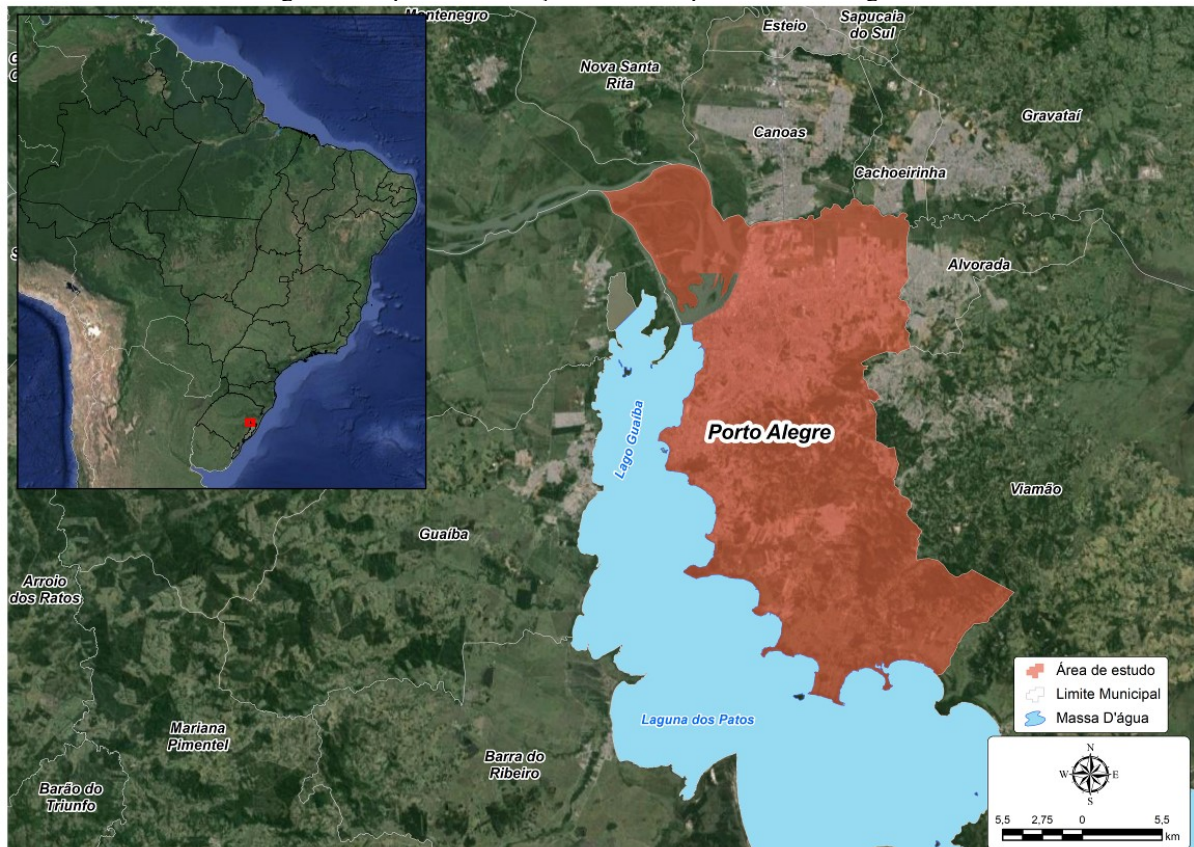 Montenegro
Esteio
Sapucaia
do Sul
Nova Santa
Rita
Gravataí
Canoas
Cachoeirinha
Alvorada
Porto Alegre
Lago Guaíba
Viamão
Guaíba
Arroio
dos Ratos
Laguna dos Patos
Mariana
Pimentel
Barra do
Ribeiro
Barão do
Triunfo
Área de estudo
Limite Municipal
Massa D'água
N
W E
S
5,5 2,75 0 5,5
km